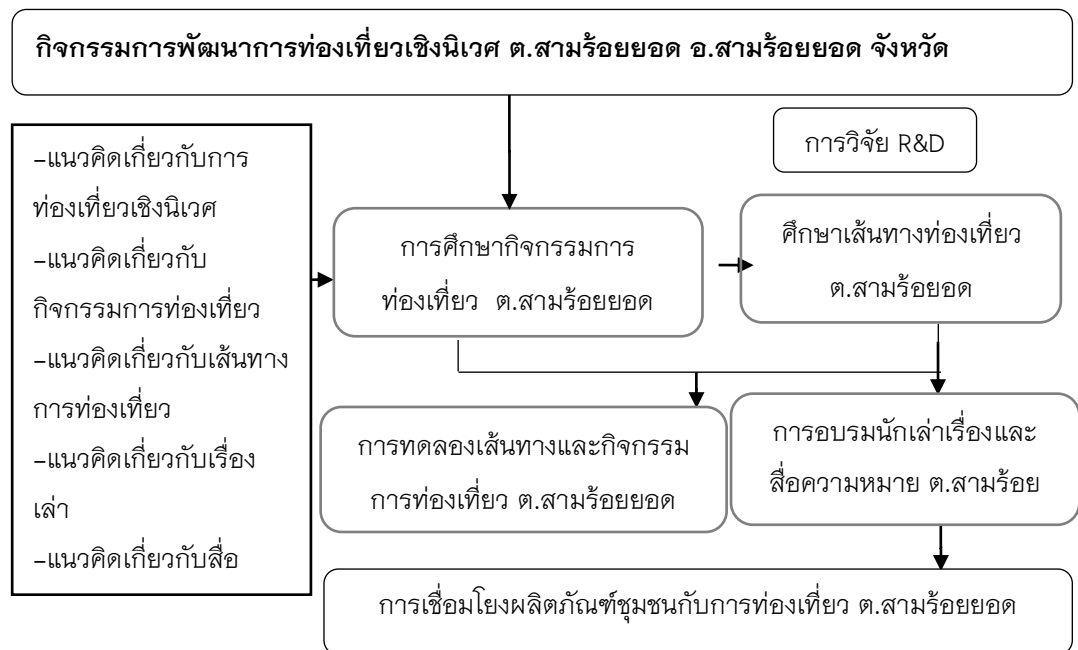 กิจกรรมการพัฒนาการท่องเที่ยวเชิงนิเวศ ต.สามร้อยยอด อ.สามร้อยยอด จังหวัด
-แนวคิดเกี่ยวกับการ
ท่องเที่ยวเชิงนิเวศ
-แนวคิดเกี่ยวกับ
กิจกรรมการท่องเที่ยว
-แนวคิดเกี่ยวกับเส้นทาง
การท่องเที่ยว
-แนวคิดเกี่ยวกับเรื่อง
เล่า
-แนวคิดเกี่ยวกับสื่อ
การวิจัย R&D
การศึกษากิจกรรมการ
ท่องเที่ยว ต.สามร้อยยอด
ศึกษาเส้นทางท่องเที่ยว
ต.สามร้อยอด
การทดลองเส้นทางและกิจกรรม
การท่องเที่ยว ต.สามร้อยยอด
การอบรมนักเล่าเรื่องและ
สื่อความหมาย ต.สามร้อย
การเชื่อมโยงผลิตภัณฑ์ชุมชนกับการท่องเที่ยว ต.สามร้อยยอด